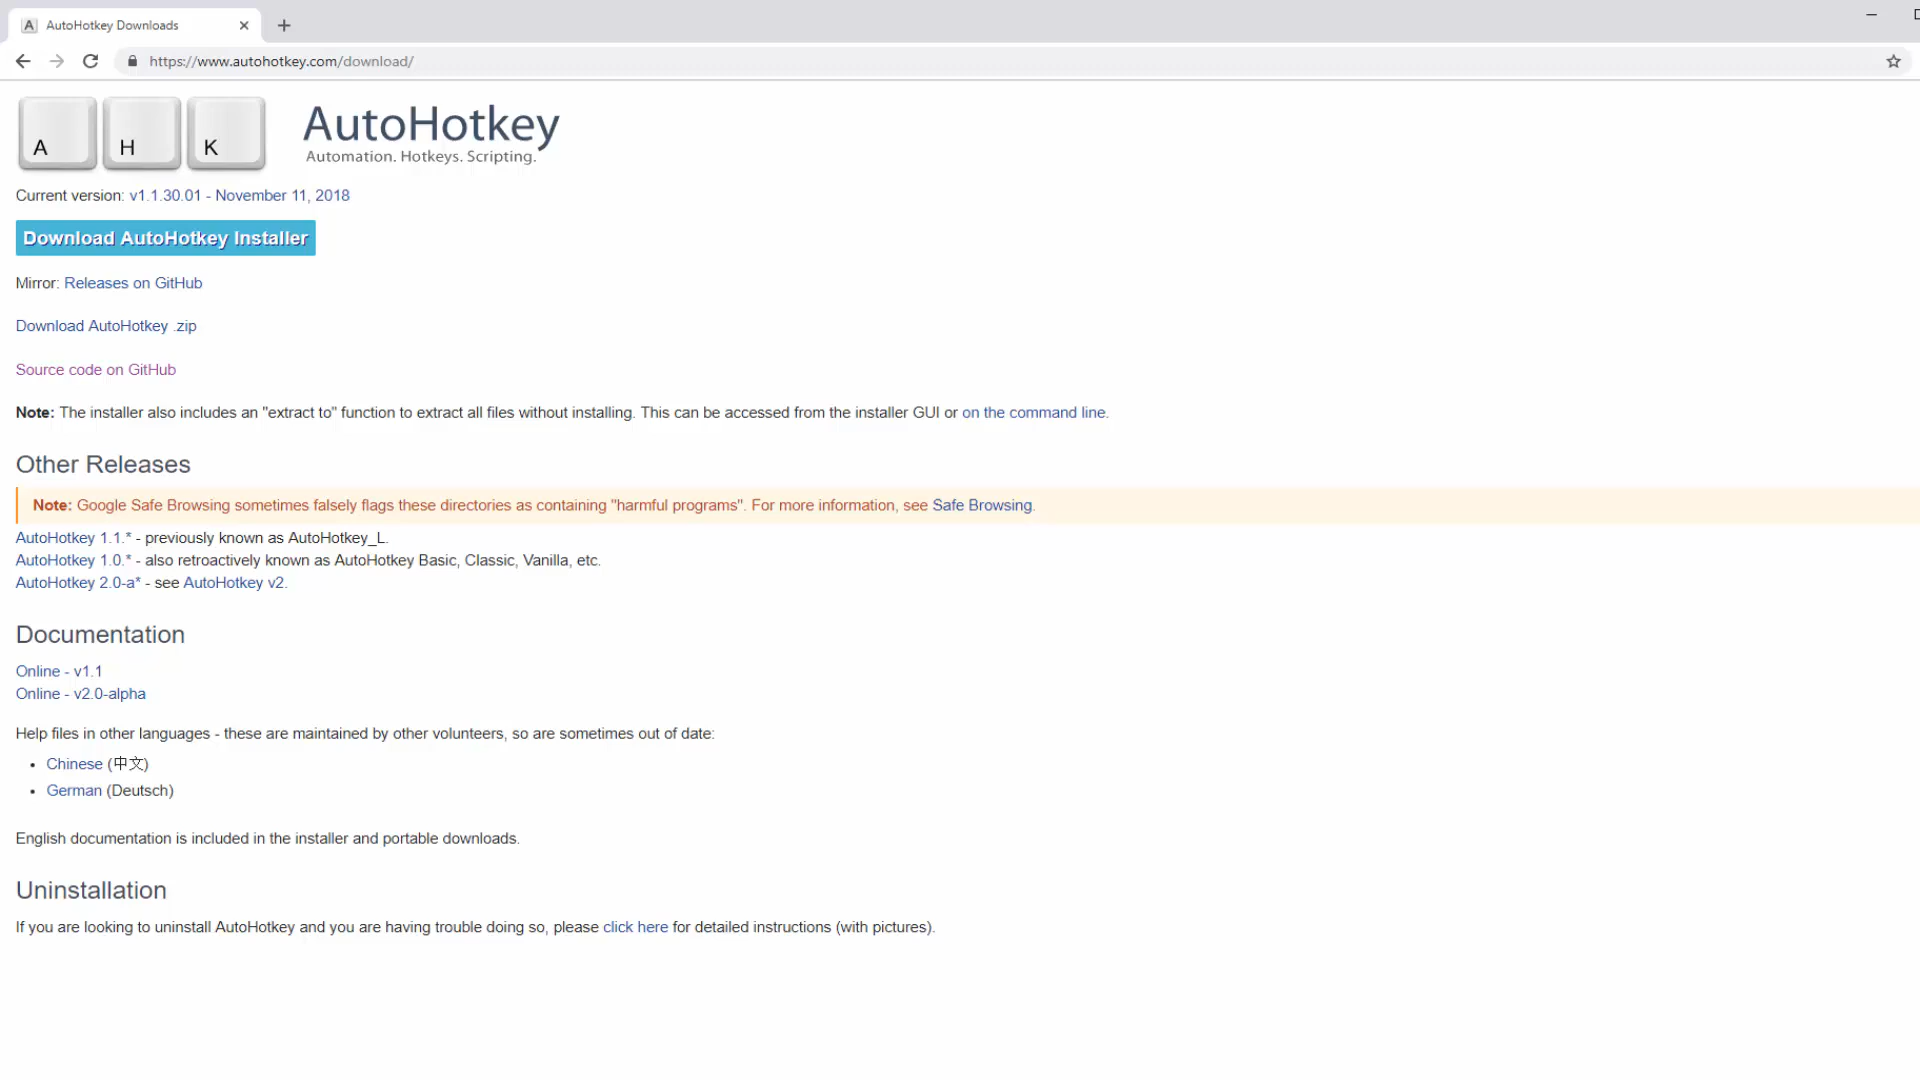 AutoHotkey Downloads
https://www.autohotkey.com/download/
A H K
AutoHotkey
Automation. Hotkeys. Scripting.
Current version: v1.1.30.01 - November 11, 2018
Download AutoHotkey Installer
Mirror: Releases on GitHub
Download AutoHotkey .zip
Source code on GitHub
Note: The installer also includes an "extract to" function to extract all files without installing. This can be accessed from the installer GUI or on the command line.
Other Releases
Note: Google Safe Browsing sometimes falsely flags these directories as containing "harmful programs". For more information, see Safe Browsing.
AutoHotkey 1.1.* - previously known as AutoHotkey_L.
AutoHotkey 1.0.* - also retroactively known as AutoHotkey Basic, Classic, Vanilla, etc.
AutoHotkey 2.0-a* - see AutoHotkey v2.
Documentation
Online - v1.1
Online - v2.0-alpha
Help files in other languages - these are maintained by other volunteers, so are sometimes out of date:
• Chinese (中文)
• German (Deutsch)
English documentation is included in the installer and portable downloads.
Uninstallation
If you are looking to uninstall AutoHotkey and you are having trouble doing so, please click here for detailed instructions (with pictures).